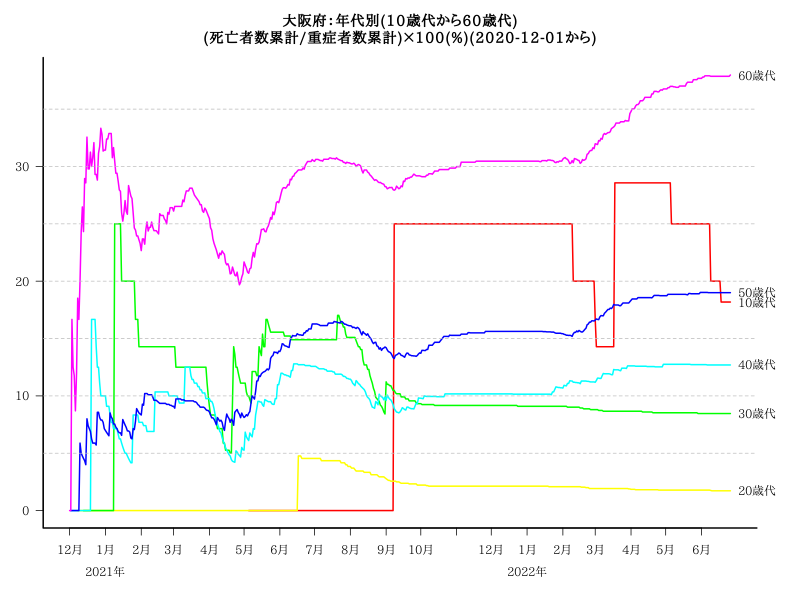 大阪府：年代別(10歳代から60歳代)
(死亡者数累計/重症者数累計)×100(%)(2020-12-01から)
60歳代
30
20
50歳代
10歳代
40歳代
10
30歳代
20歳代
0
12月 1月 2月 3月 4月 5月 6月 7月 8月 9月 10月 12月 1月 2月 3月 4月 5月 6月
2021年 2022年